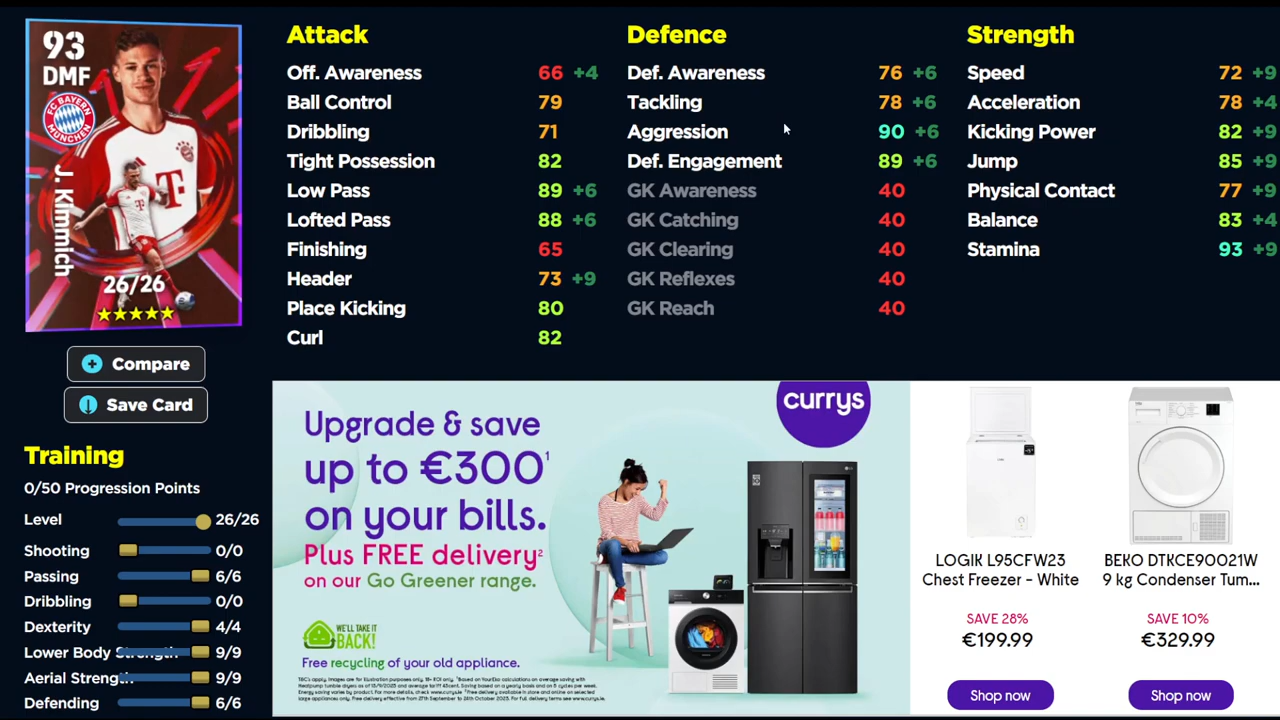 93
DMF
FC BAYERN
MÜNCHEN
J. Kimmich
T
26/26
Compare
Save Card
Training
0/50 Progression Points
Level 26/26
Shooting 0/0
Passing 6/6
Dribbling 0/0
Dexterity 4/4
Lower Body Strength 9/9
Aerial Strength 9/9
Defending 6/6
Attack
Off. Awareness 66 +4
Ball Control 79
Dribbling 71
Tight Possession 82
Low Pass 89 +6
Lofted Pass 88 +6
Finishing 65
Header 73 +9
Place Kicking 80
Curl 82
Defence
Def. Awareness 76 +6
Tackling 78 +6
Aggression 90 +6
Def. Engagement 89 +6
GK Awareness 40
GK Catching 40
GK Clearing 40
GK Reflexes 40
GK Reach 40
Strength
Speed 72 +9
Acceleration 78 +4
Kicking Power 82 +9
Jump 85 +9
Physical Contact 77 +9
Balance 83 +4
Stamina 93 +9
Upgrade & save
up to €300¹
on your bills.
Plus FREE delivery²
on our Go Greener range.
WE'LL TAKE IT
BACK!
Free recycling of your old appliance.
currys
LOGIK L95CFW23
Chest Freezer - White
SAVE 28%
€199.99
Shop now
BEKO DTKCE90021W
9 kg Condenser Tum...
SAVE 10%
€329.99
Shop now